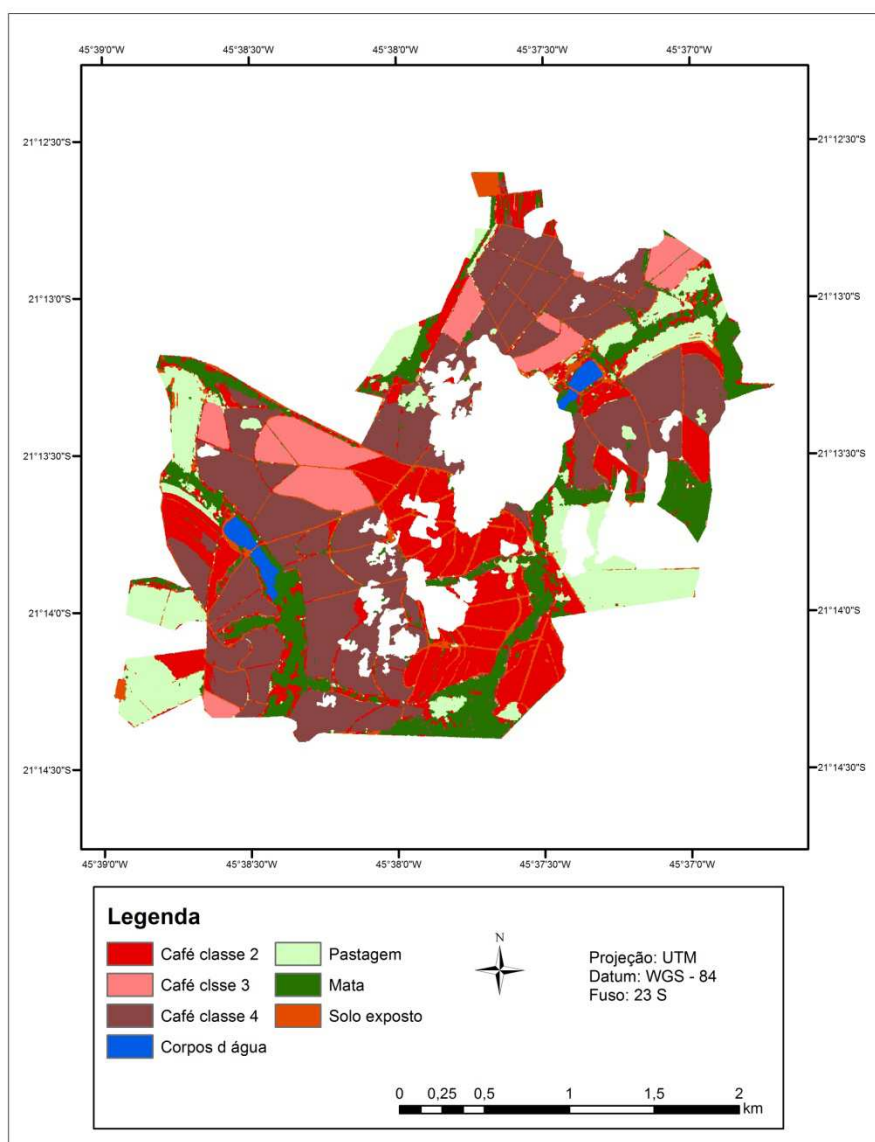 45°39'0"W 45°38'30"W 45°38'0"W 45°37'30"W 45°37'0"W
21°12'30"S 21°12'30"S
21°13'0"S 21°13'0"S
21°13'30"S 21°13'30"S
21°14'0"S 21°14'0"S
21°14'30"S 21°14'30"S
45°39'0"W 45°38'30"W 45°38'0"W 45°37'30"W 45°37'0"W
Legenda
Café classe 2
Café clsse 3
Café classe 4
Corpos d água
Pastagem
Mata
Solo exposto
N
Projeção: UTM
Datum: WGS - 84
Fuso: 23 S
0 0,25 0,5 1 1,5 2
km